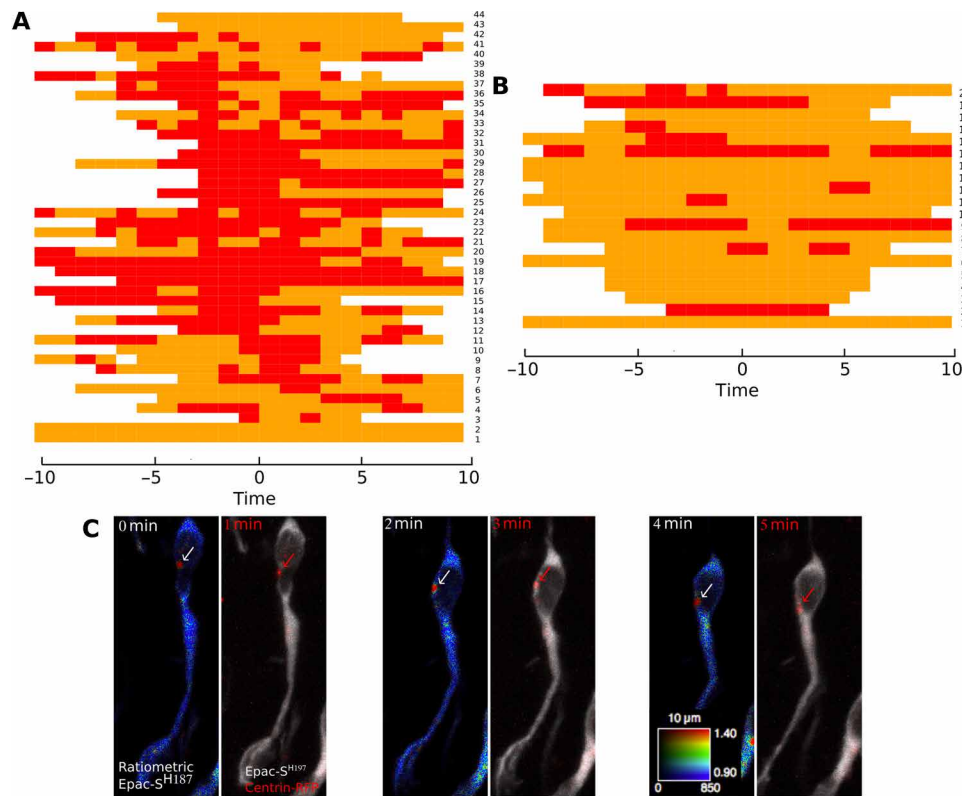 A
44
43
42
41
40
39
38
37
36
35
34
33
32
31
30
29
28
27
26
25
24
23
22
21
20
19
18
17
16
15
14
13
12
11
10
9
8
7
6
5
4
3
2
1
−10 −5 0 5 10
Time
B
−10 −5 0 5 10
Time
C
0 min
1 min
2 min
3 min
4 min
5 min
Ratiometric
Epac-S^H187
Epac-S^H197
Centrin-RFP
10 µm
1.40
0.90
0 850